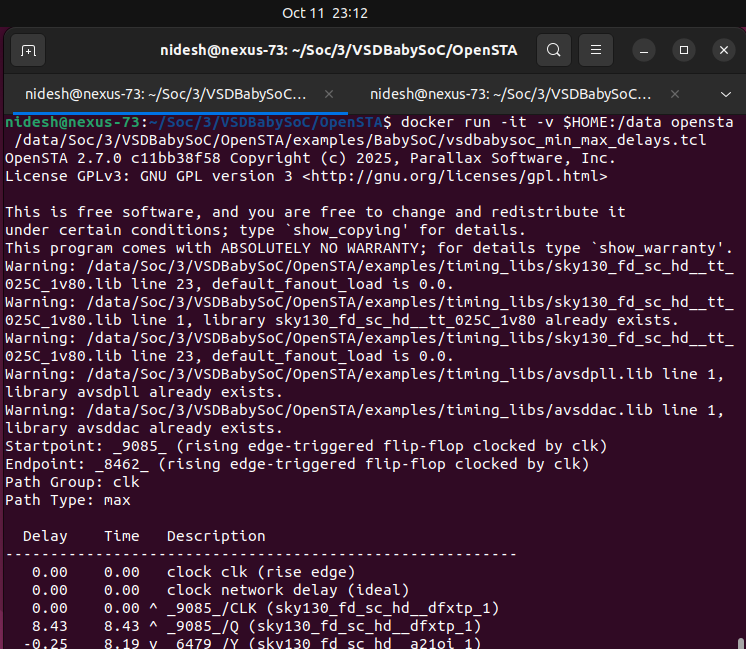 Oct 11 23:12
nidesh@nexus-73: ~/Soc/3/VSDBabySoC/OpenSTA
nidesh@nexus-73: ~/Soc/3/VSDBabySoC...
nidesh@nexus-73: ~/Soc/3/VSDBabySoC...
nidesh@nexus-73:~/Soc/3/VSDBabySoC/OpenSTA$ docker run -it -v $HOME:/data opensta
/data/Soc/3/VSDBabySoC/OpenSTA/examples/BabySoC/vsdbabysoc_min_max_delays.tcl
OpenSTA 2.7.0 c11bb38f58 Copyright (c) 2025, Parallax Software, Inc.
License GPLv3: GNU GPL version 3 <http://gnu.org/licenses/gpl.html>
This is free software, and you are free to change and redistribute it
under certain conditions; type `show_copying' for details.
This program comes with ABSOLUTELY NO WARRANTY; for details type `show_warranty'.
Warning: /data/Soc/3/VSDBabySoC/OpenSTA/examples/timing_libs/sky130_fd_sc_hd__tt_
025C_1v80.lib line 23, default_fanout_load is 0.0.
Warning: /data/Soc/3/VSDBabySoC/OpenSTA/examples/timing_libs/sky130_fd_sc_hd__tt_
025C_1v80.lib line 1, library sky130_fd_sc_hd__tt_025C_1v80 already exists.
Warning: /data/Soc/3/VSDBabySoC/OpenSTA/examples/timing_libs/sky130_fd_sc_hd__tt_
025C_1v80.lib line 23, default_fanout_load is 0.0.
Warning: /data/Soc/3/VSDBabySoC/OpenSTA/examples/timing_libs/avsdpll.lib line 1,
library avsdpll already exists.
Warning: /data/Soc/3/VSDBabySoC/OpenSTA/examples/timing_libs/avsddac.lib line 1,
library avsddac already exists.
Startpoint: _9085_ (rising edge-triggered flip-flop clocked by clk)
Endpoint: _8462_ (rising edge-triggered flip-flop clocked by clk)
Path Group: clk
Path Type: max
Delay Time Description
---------------------------------------------------------
0.00 0.00 clock clk (rise edge)
0.00 0.00 clock network delay (ideal)
0.00 0.00 ^ _9085_/CLK (sky130_fd_sc_hd__dfxtp_1)
8.43 8.43 ^ _9085_/Q (sky130_fd_sc_hd__dfxtp_1)
-0.25 8.19 v _6479_/Y (sky130_fd_sc_hd__a21oi_1)